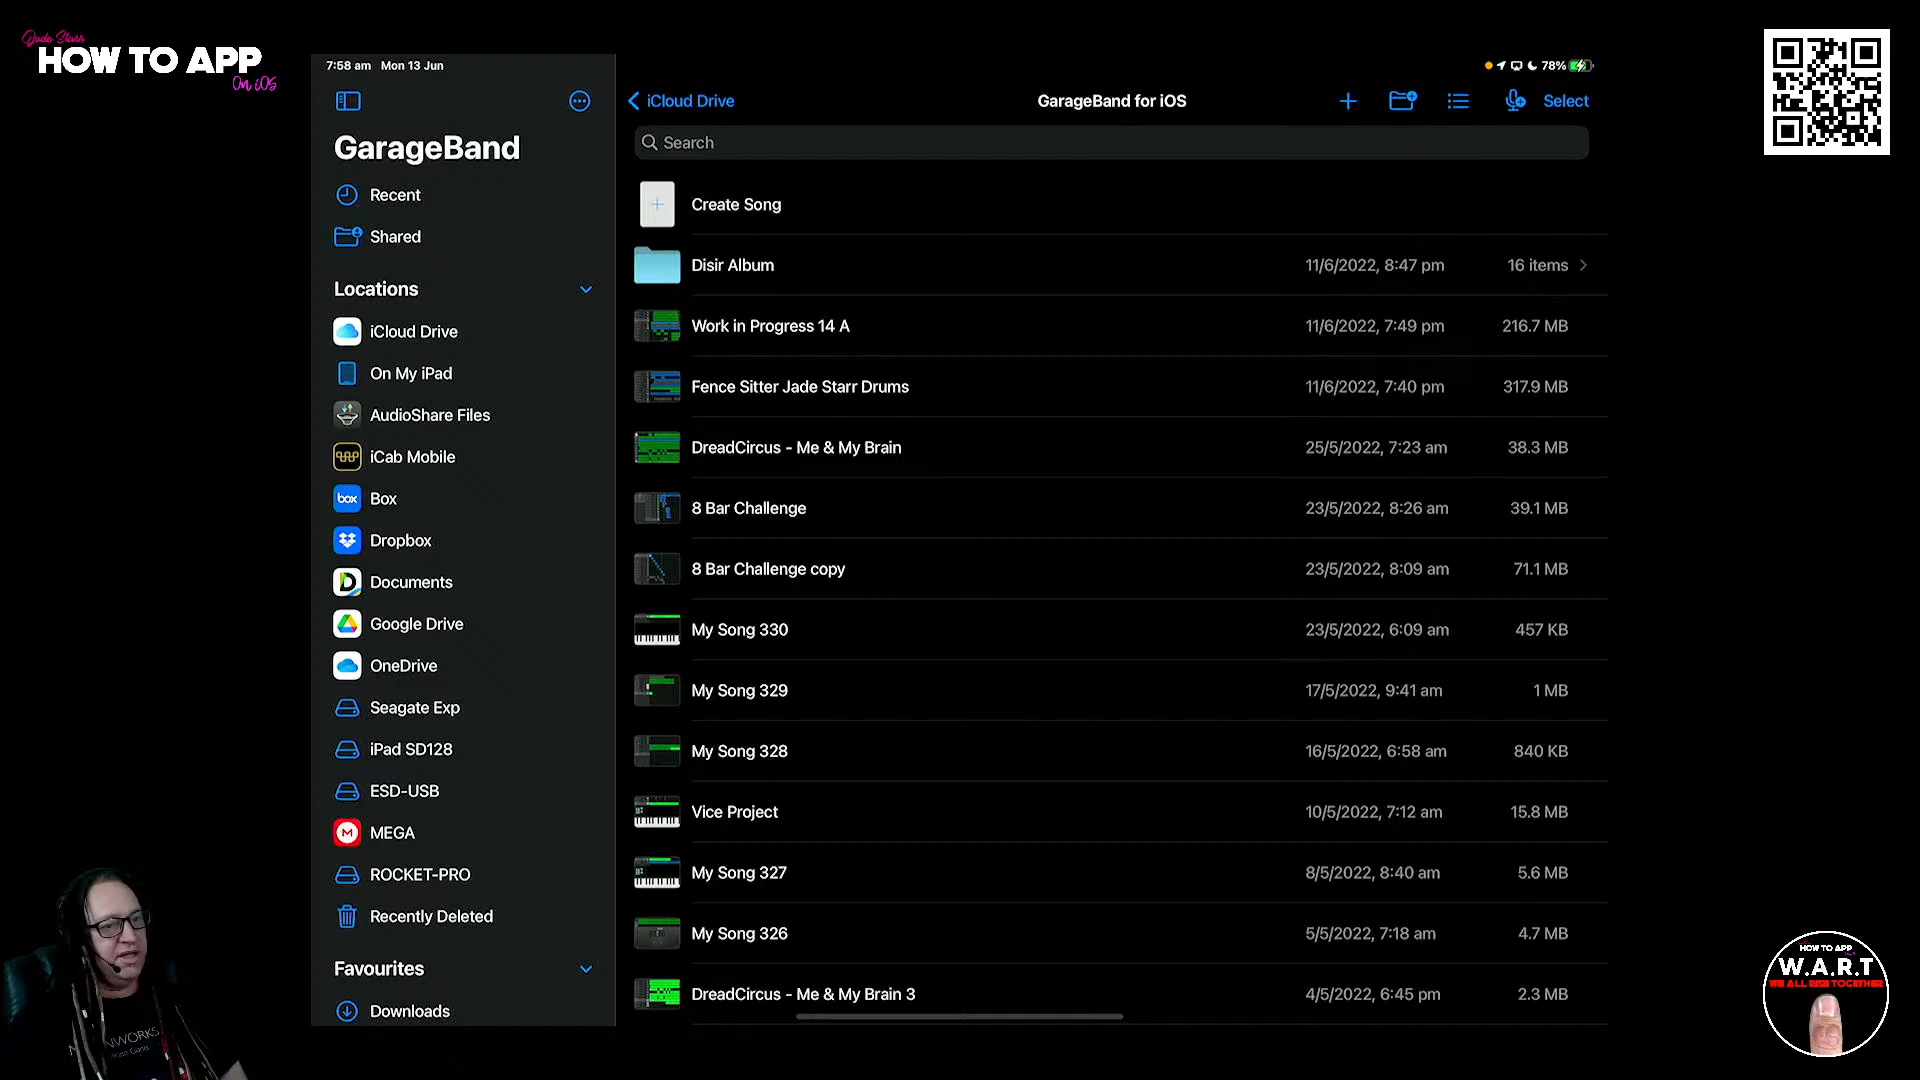 Jade Starr
HOW TO APP
On iOS
7:58 am Mon 13 Jun
78%
GarageBand
Recent
Shared
Locations
iCloud Drive
On My iPad
AudioShare Files
iCab Mobile
box Box
Dropbox
Documents
Google Drive
OneDrive
Seagate Exp
iPad SD128
ESD-USB
MEGA
ROCKET-PRO
Recently Deleted
Favourites
Downloads
iCloud Drive GarageBand for iOS Select
Search
Create Song
Disir Album 11/6/2022, 8:47 pm 16 items
Work in Progress 14 A 11/6/2022, 7:49 pm 216.7 MB
Fence Sitter Jade Starr Drums 11/6/2022, 7:40 pm 317.9 MB
DreadCircus - Me & My Brain 25/5/2022, 7:23 am 38.3 MB
8 Bar Challenge 23/5/2022, 8:26 am 39.1 MB
8 Bar Challenge copy 23/5/2022, 8:09 am 71.1 MB
My Song 330 23/5/2022, 6:09 am 457 KB
My Song 329 17/5/2022, 9:41 am 1 MB
My Song 328 16/5/2022, 6:58 am 840 KB
Vice Project 10/5/2022, 7:12 am 15.8 MB
My Song 327 8/5/2022, 8:40 am 5.6 MB
My Song 326 5/5/2022, 7:18 am 4.7 MB
DreadCircus - Me & My Brain 3 4/5/2022, 6:45 pm 2.3 MB
HOW TO APP
W.A.R.T
WE ALL RISE TOGETHER